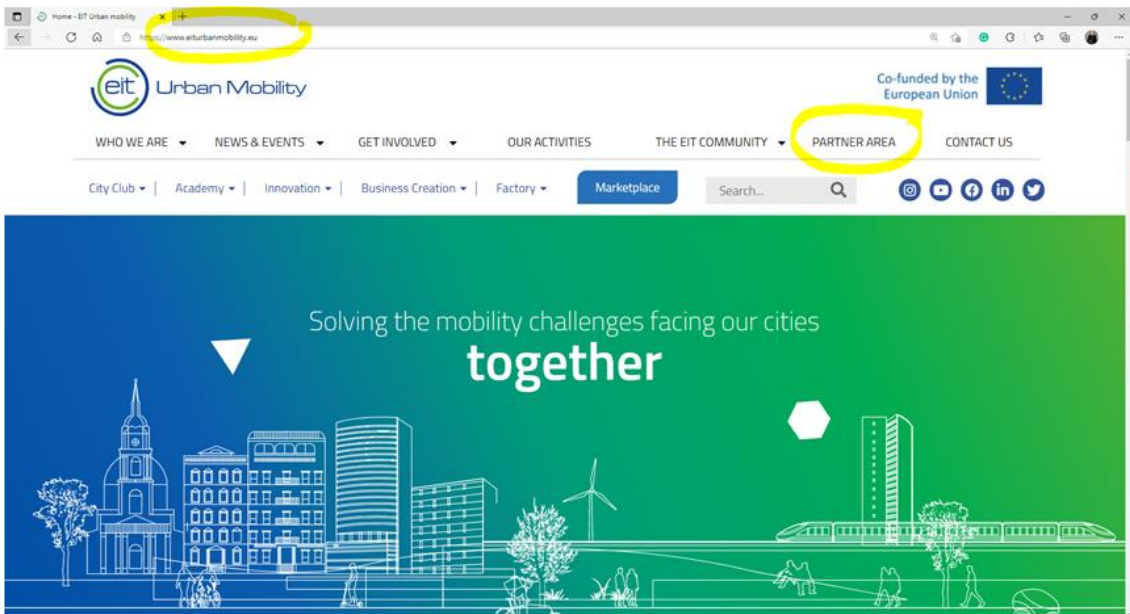 Home - EIT Urban mobility
https://www.eiturbanmobility.eu
eit Urban Mobility
Co-funded by the
European Union
WHO WE ARE NEWS & EVENTS GET INVOLVED OUR ACTIVITIES THE EIT COMMUNITY PARTNER AREA CONTACT US
City Club | Academy | Innovation | Business Creation | Factory Marketplace Search... in
Solving the mobility challenges facing our cities
together